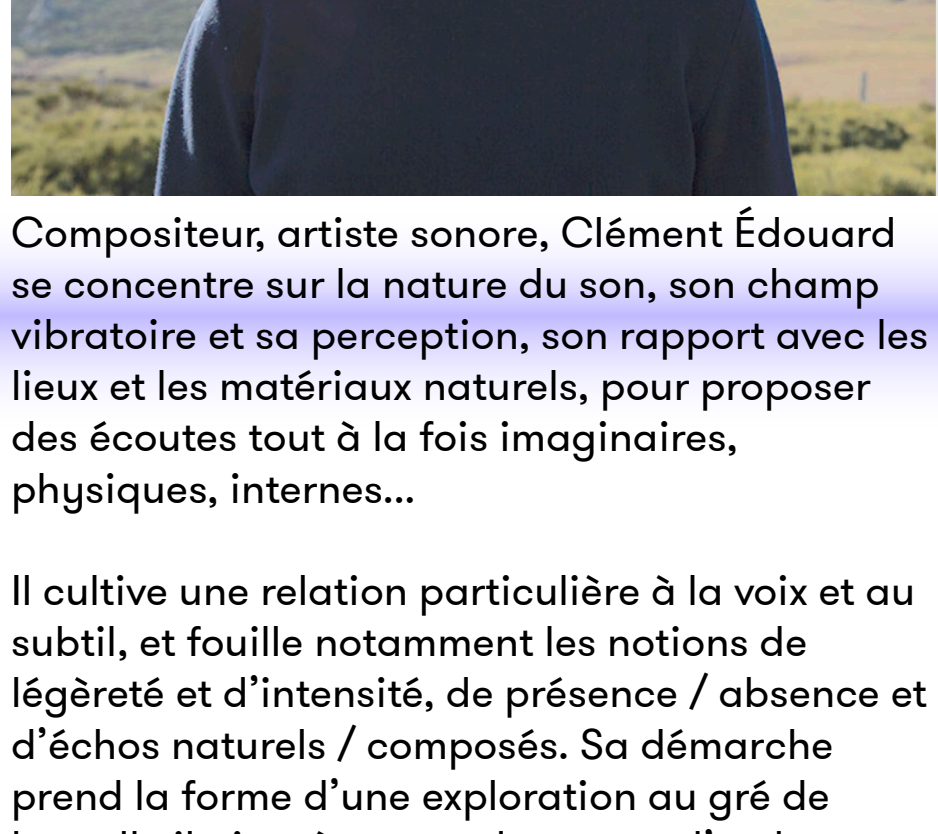 Compositeur, artiste sonore, Clément Édouard
se concentre sur la nature du son, son champ
vibratoire et sa perception, son rapport avec les
lieux et les matériaux naturels, pour proposer
des écoutes tout à la fois imaginaires,
physiques, internes...
Il cultive une relation particulière à la voix et au
subtil, et fouille notamment les notions de
légèreté et d’intensité, de présence / absence et
d’échos naturels / composés. Sa démarche
prend la forme d’une exploration au gré de